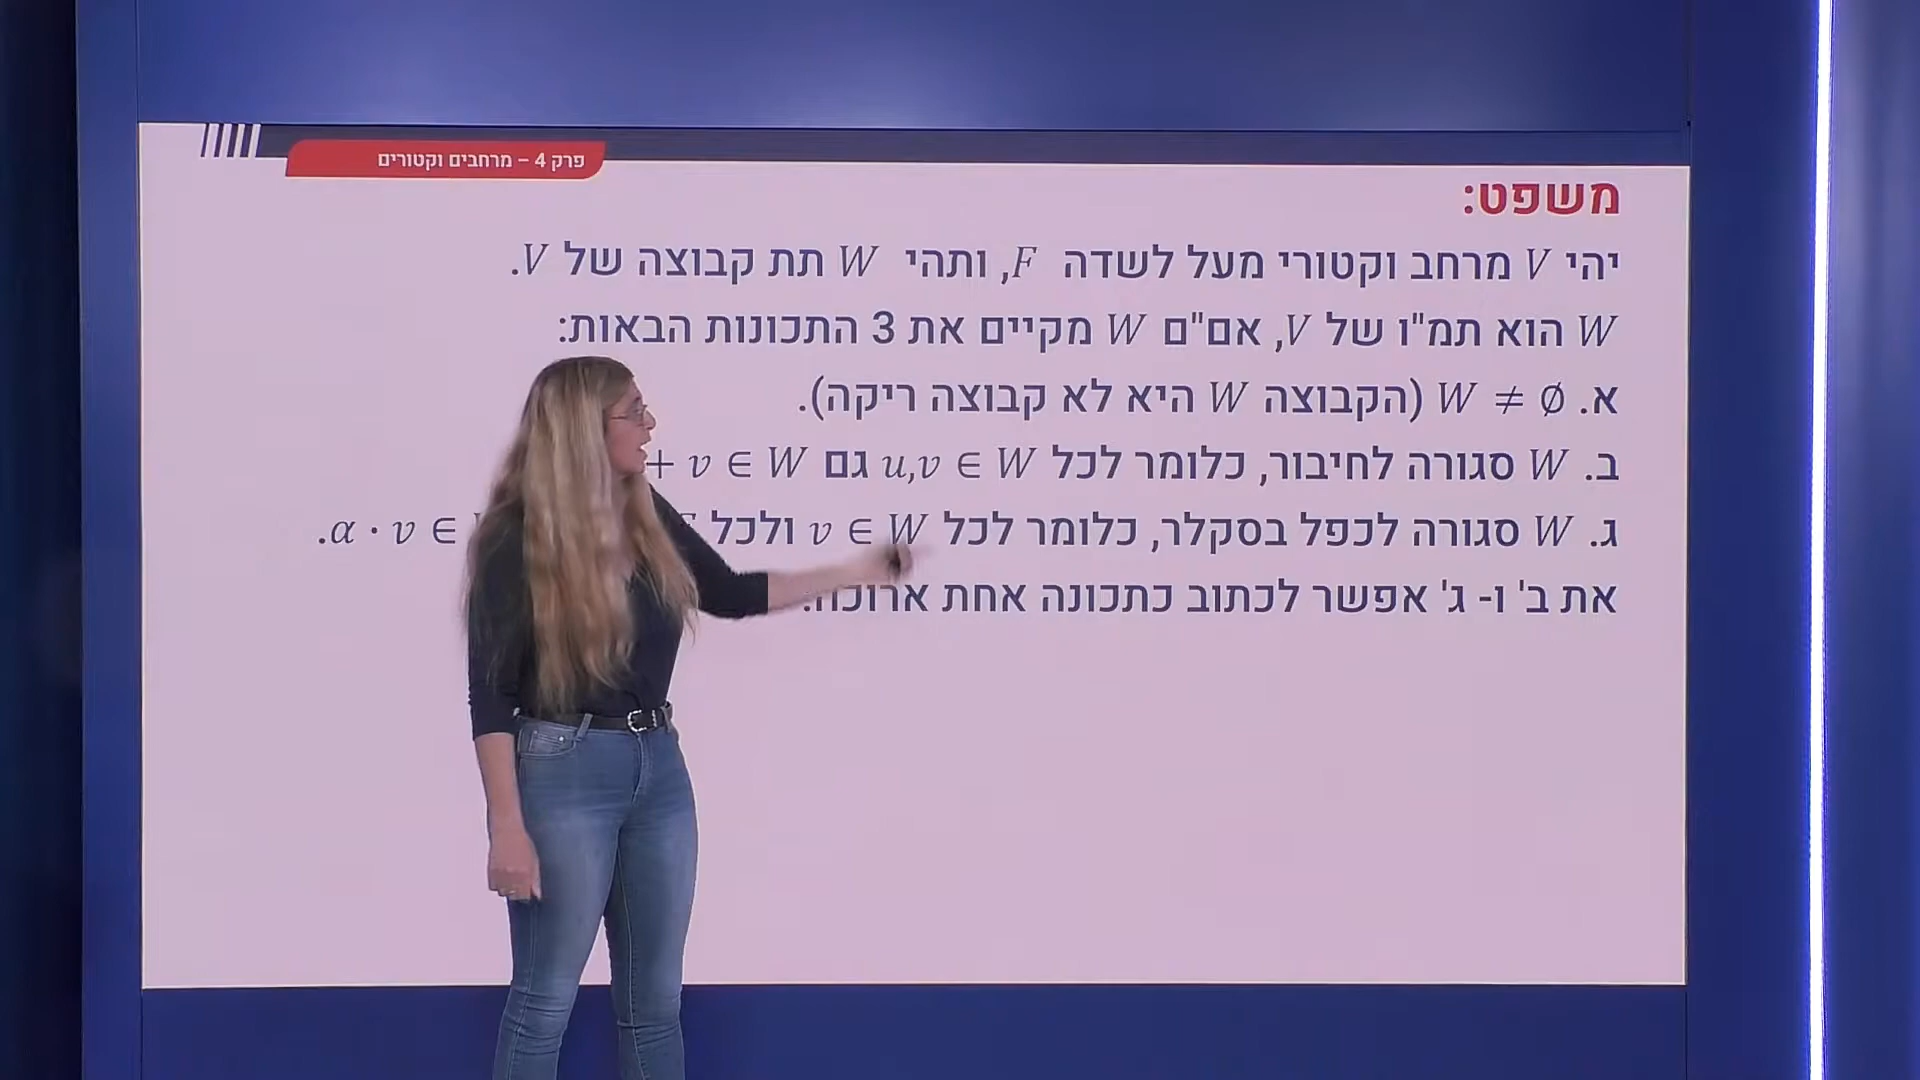 פרק 4 – מרחבים וקטורים
משפט:
יהי V מרחב וקטורי מעל לשדה F, ותהי W תת קבוצה של V.
W הוא תמ"ו של V, אם"ם W מקיים את 3 התכונות הבאות:
א. W ≠ ∅ (הקבוצה W היא לא קבוצה ריקה).
ב. W סגורה לחיבור, כלומר לכל u,v ∈ W גם + v ∈ W
ג. W סגורה לכפל בסקלר, כלומר לכל v ∈ W ולכל α · v ∈.
את ב' ו- ג' אפשר לכתוב כתכונה אחת ארוכה: